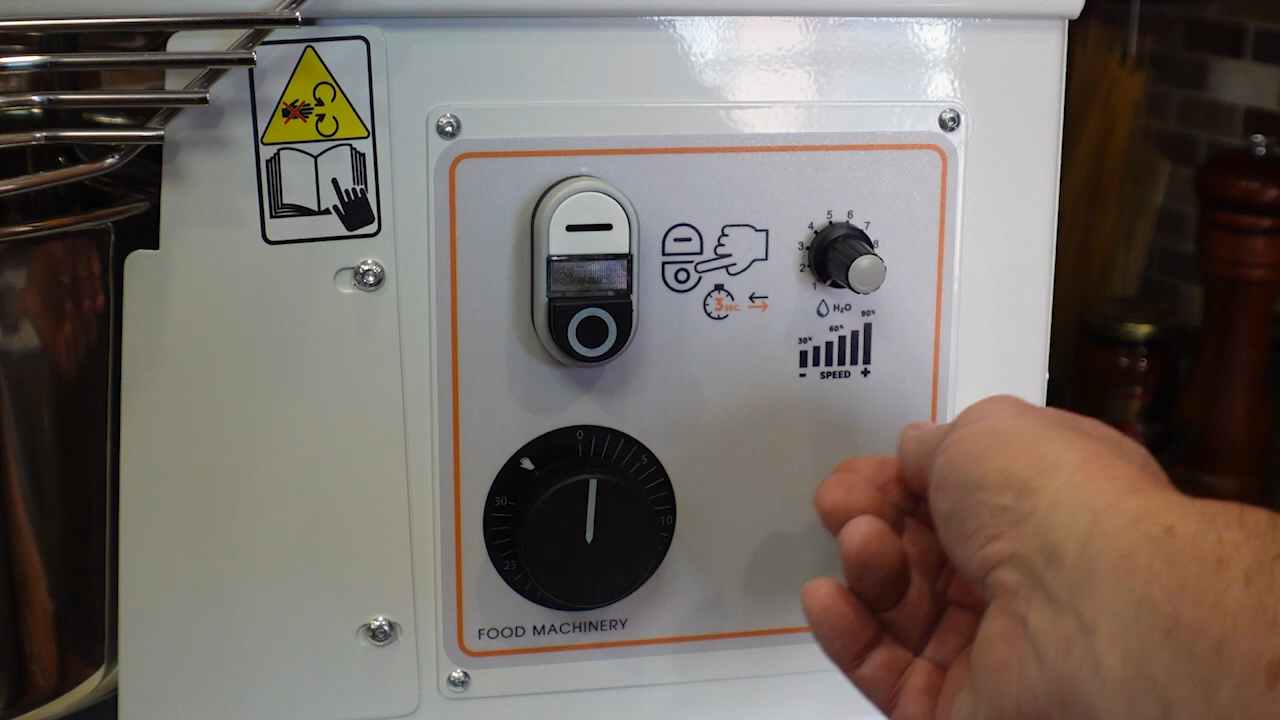 4 5 6 7
3 8
2
1
3 SEC.
H₂O
30% 60% 90%
- SPEED +
0
5
30
10
25
FOOD MACHINERY